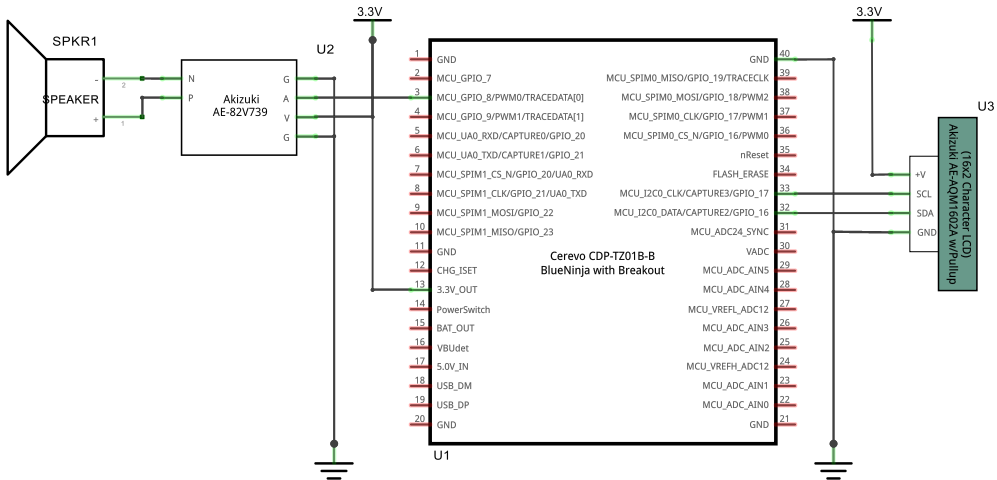 3.3V
3.3V
SPKR1
U2
U3
SPEAKER
-
+
2
1
N
P
Akizuki
AE-82V739
G
A
V
G
1 GND
2 MCU_GPIO_7
3 MCU_GPIO_8/PWM0/TRACEDATA[0]
4 MCU_GPIO_9/PWM1/TRACEDATA[1]
5 MCU_UA0_RXD/CAPTURE0/GPIO_20
6 MCU_UA0_TXD/CAPTURE1/GPIO_21
7 MCU_SPIM1_CS_N/GPIO_20/UA0_RXD
8 MCU_SPIM1_CLK/GPIO_21/UA0_TXD
9 MCU_SPIM1_MOSI/GPIO_22
10 MCU_SPIM1_MISO/GPIO_23
11 GND
12 CHG_ISET
13 3.3V_OUT
14 PowerSwitch
15 BAT_OUT
16 VBUdet
17 5.0V_IN
18 USB_DM
19 USB_DP
20 GND
Cerevo CDP-TZ01B-B
BlueNinja with Breakout
GND 40
MCU_SPIM0_MISO/GPIO_19/TRACECLK 39
MCU_SPIM0_MOSI/GPIO_18/PWM2 38
MCU_SPIM0_CLK/GPIO_17/PWM1 37
MCU_SPIM0_CS_N/GPIO_16/PWM0 36
nReset 35
FLASH_ERASE 34
MCU_I2C0_CLK/CAPTURE3/GPIO_17 33
MCU_I2C0_DATA/CAPTURE2/GPIO_16 32
MCU_ADC24_SYNC 31
VADC 30
MCU_ADC_AIN5 29
MCU_ADC_AIN4 28
MCU_VREFL_ADC12 27
MCU_ADC_AIN3 26
MCU_ADC_AIN2 25
MCU_VREFH_ADC12 24
MCU_ADC_AIN1 23
MCU_ADC_AIN0 22
GND 21
U1
+V
SCL
SDA
GND
(16x2 Character LCD)
Akizuki AE-AQM1602A w/Pullup